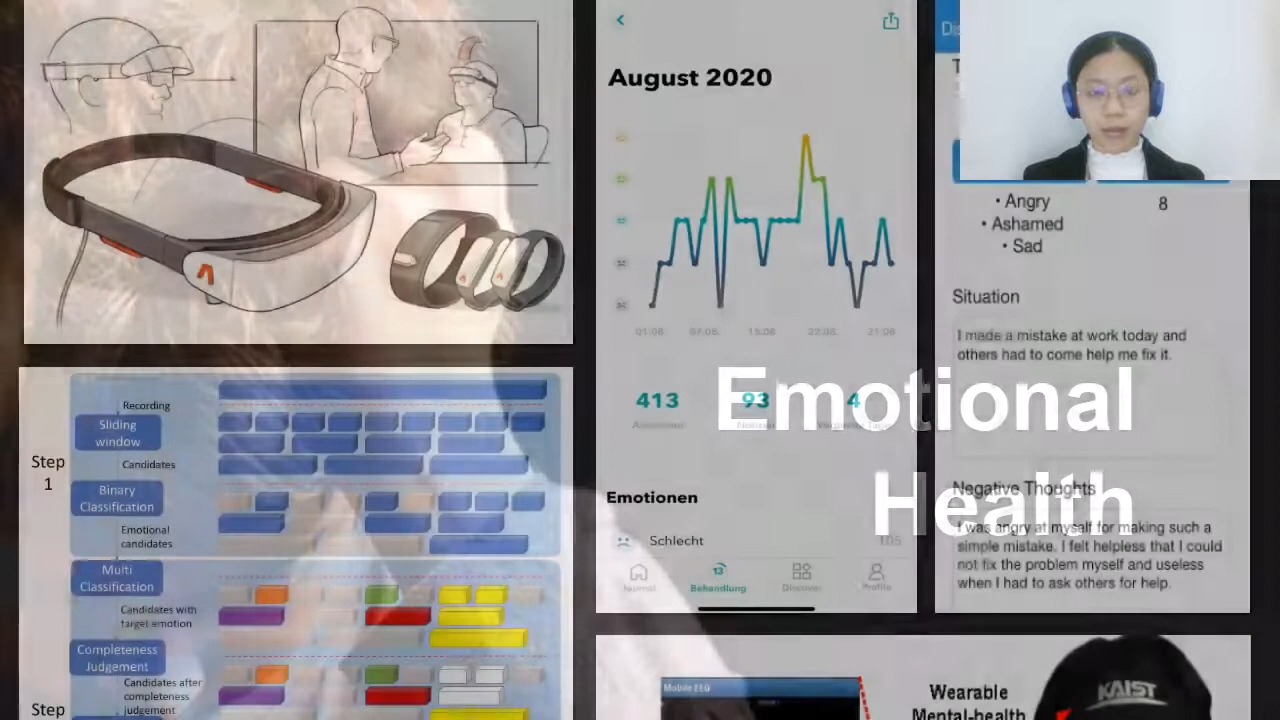 August 2020
01.08.
07.08.
15.08
22.08.
21.08
413
93
4
Emotional
Health
Emotionen
Schlecht
105
Journal
13
Behandlung
Discover
Profile
• Angry
8
• Ashamed
• Sad
Situation
I made a mistake at work today and
others had to come help me fix it.
Negative Thoughts
I was angry at myself for making such a
simple mistake. I felt helpless that I could
not fix the problem myself and useless
when I had to ask others for help.
Recording
Sliding
window
Step
1
Candidates
Binary
Classification
Emotional
candidates
Multi
Classification
Candidates with
target emotion
Completeness
Judgement
Candidates after
completeness
judgement
Step
Mobile EEG
Wearable
Mental-health
KAIST